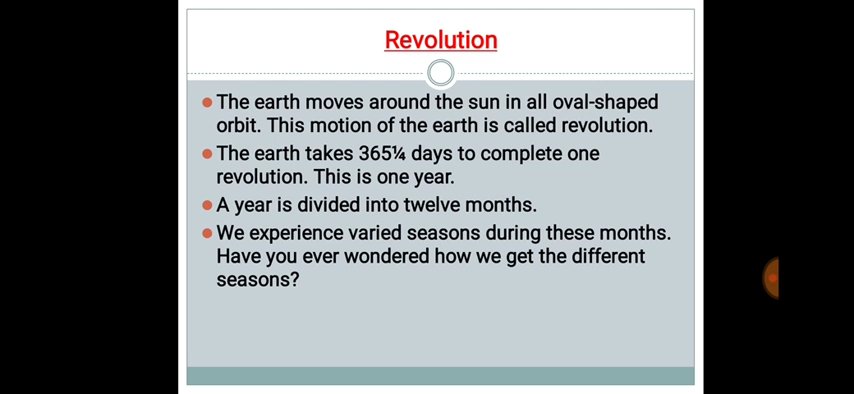 Revolution
The earth moves around the sun in all oval-shaped
orbit. This motion of the earth is called revolution.
The earth takes 365¼ days to complete one
revolution. This is one year.
A year is divided into twelve months.
We experience varied seasons during these months.
Have you ever wondered how we get the different
seasons?